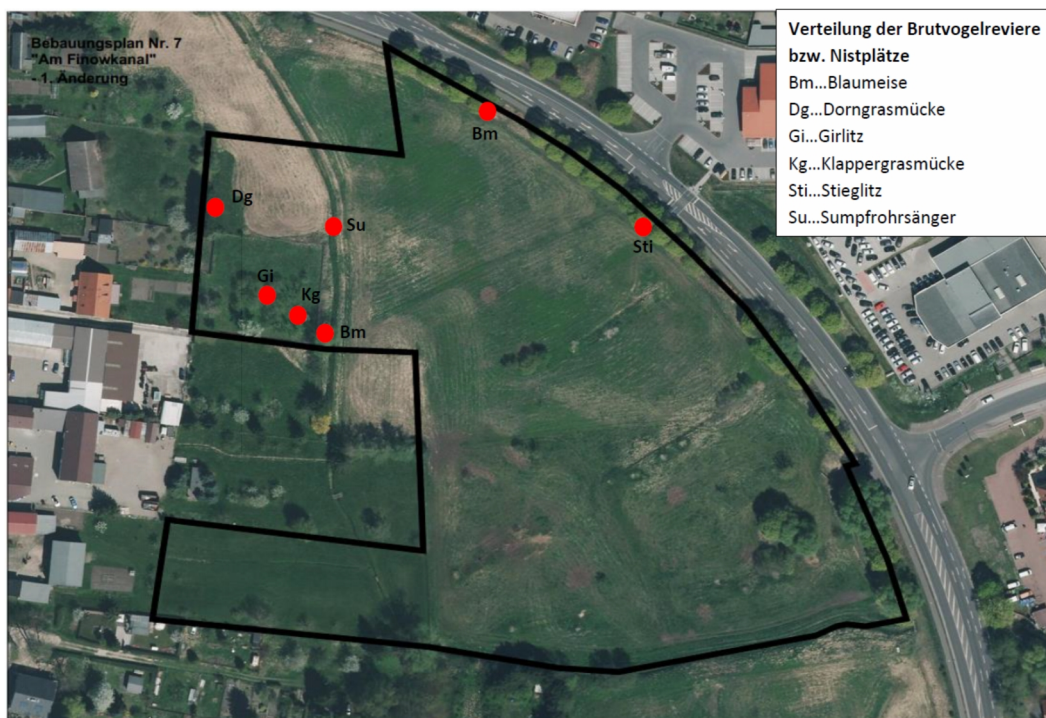 Bebauungsplan Nr. 7
"Am Finowkanal"
- 1. Änderung
Verteilung der Brutvogelreviere
bzw. Nistplätze
Bm...Blaumeise
Dg...Dorngrasmücke
Gi...Girlitz
Kg...Klappergrasmücke
Sti...Stieglitz
Su...Sumpfrohrsänger
Bm
Dg
Su
Sti
Gi
Kg
Bm